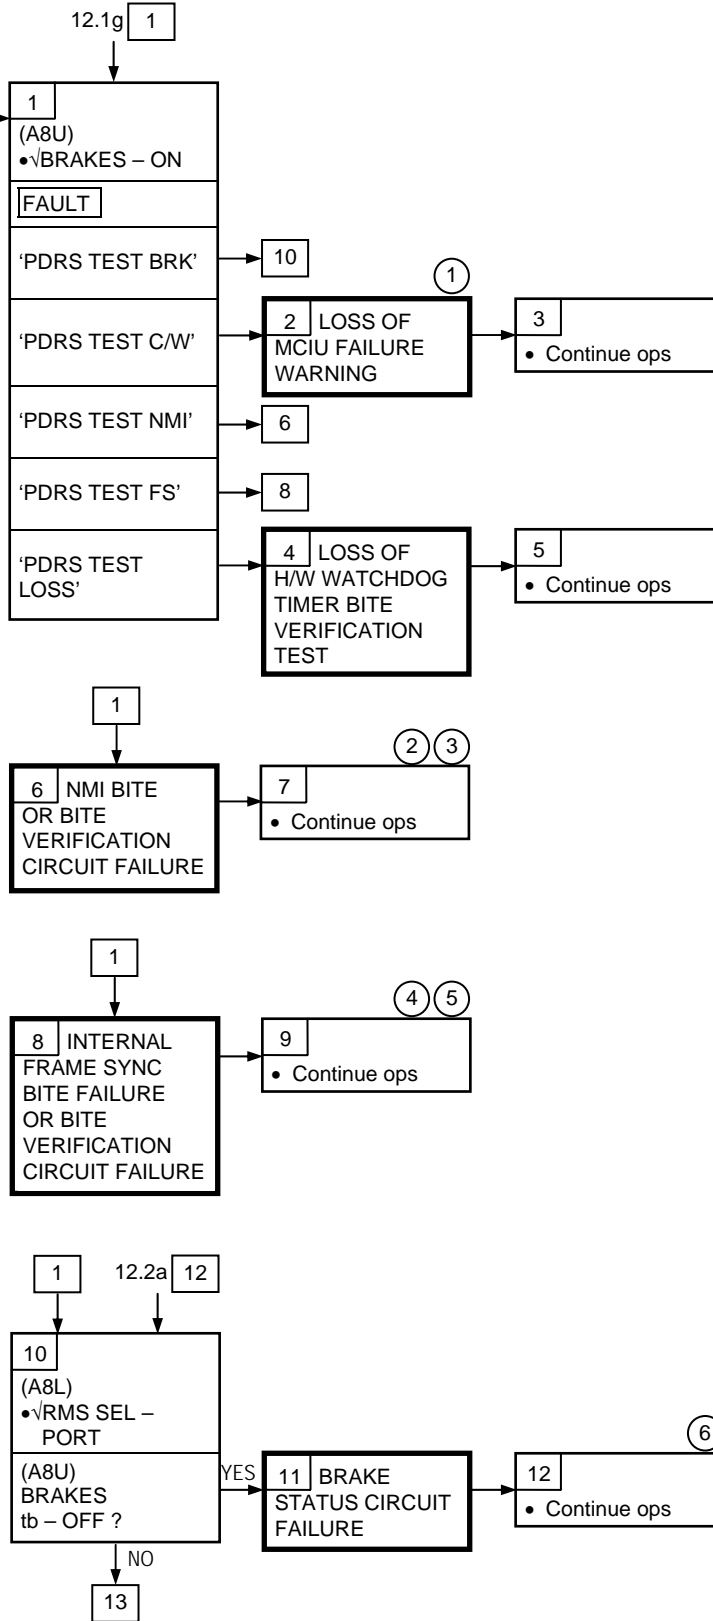 12.1g 1
1
(A8U)
•√BRAKES – ON
FAULT
‘PDRS TEST BRK’
10
‘PDRS TEST C/W’
1
2 LOSS OF
MCIU FAILURE
WARNING
3
• Continue ops
‘PDRS TEST NMI’
6
‘PDRS TEST FS’
8
‘PDRS TEST
LOSS’
4 LOSS OF
H/W WATCHDOG
TIMER BITE
VERIFICATION
TEST
5
• Continue ops
1
6 NMI BITE
OR BITE
VERIFICATION
CIRCUIT FAILURE
2 3
7
• Continue ops
1
8 INTERNAL
FRAME SYNC
BITE FAILURE
OR BITE
VERIFICATION
CIRCUIT FAILURE
4 5
9
• Continue ops
1 12.2a 12
10
(A8L)
•√RMS SEL –
PORT
(A8U)
BRAKES
tb – OFF ?
YES
11 BRAKE
STATUS CIRCUIT
FAILURE
6
12
• Continue ops
NO
13